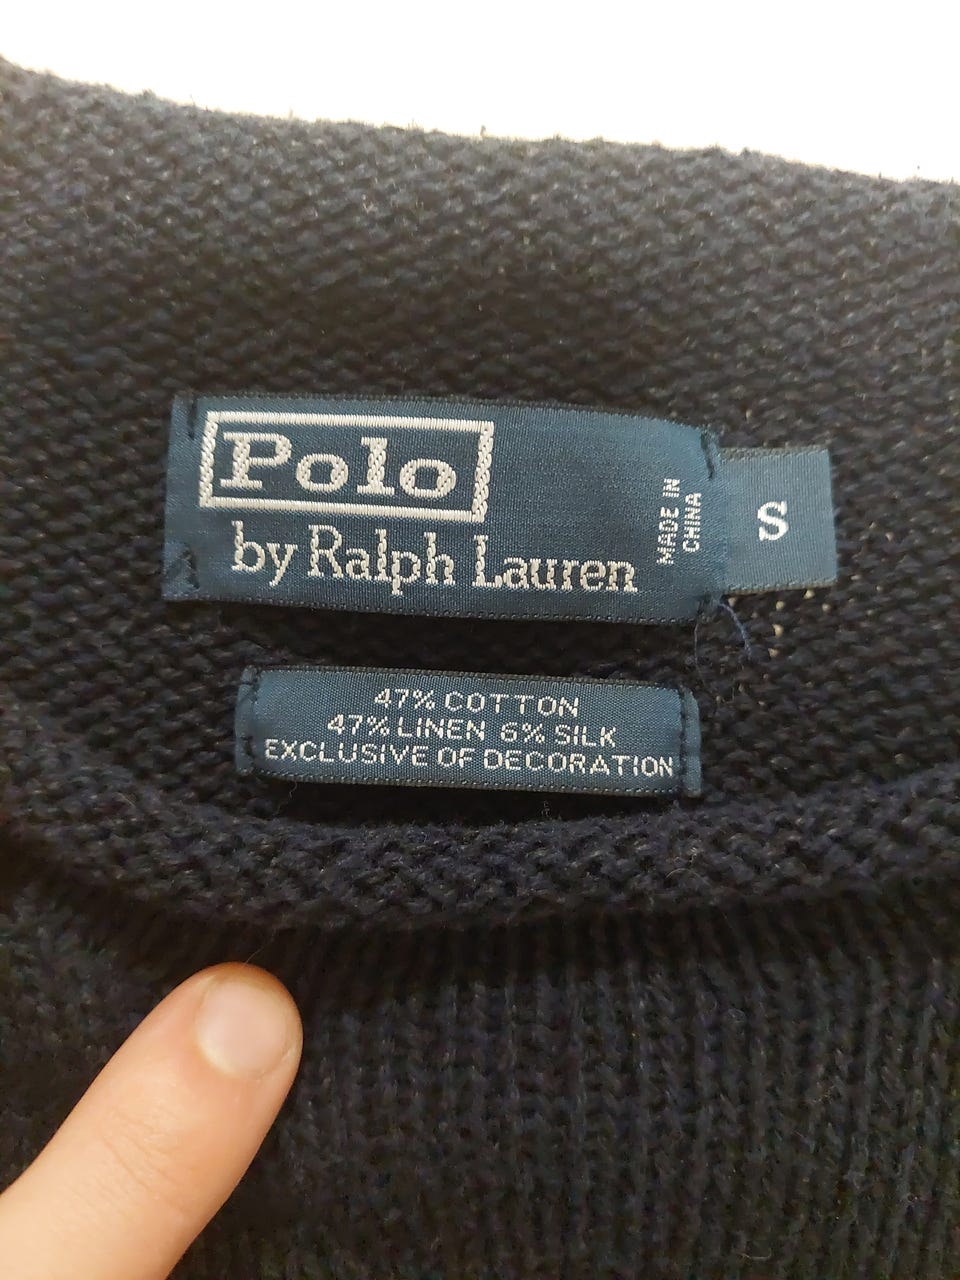 Polo
by Ralph Lauren
MADE IN
CHINA
S
47% COTTON
47% LINEN 6% SILK
EXCLUSIVE OF DECORATION